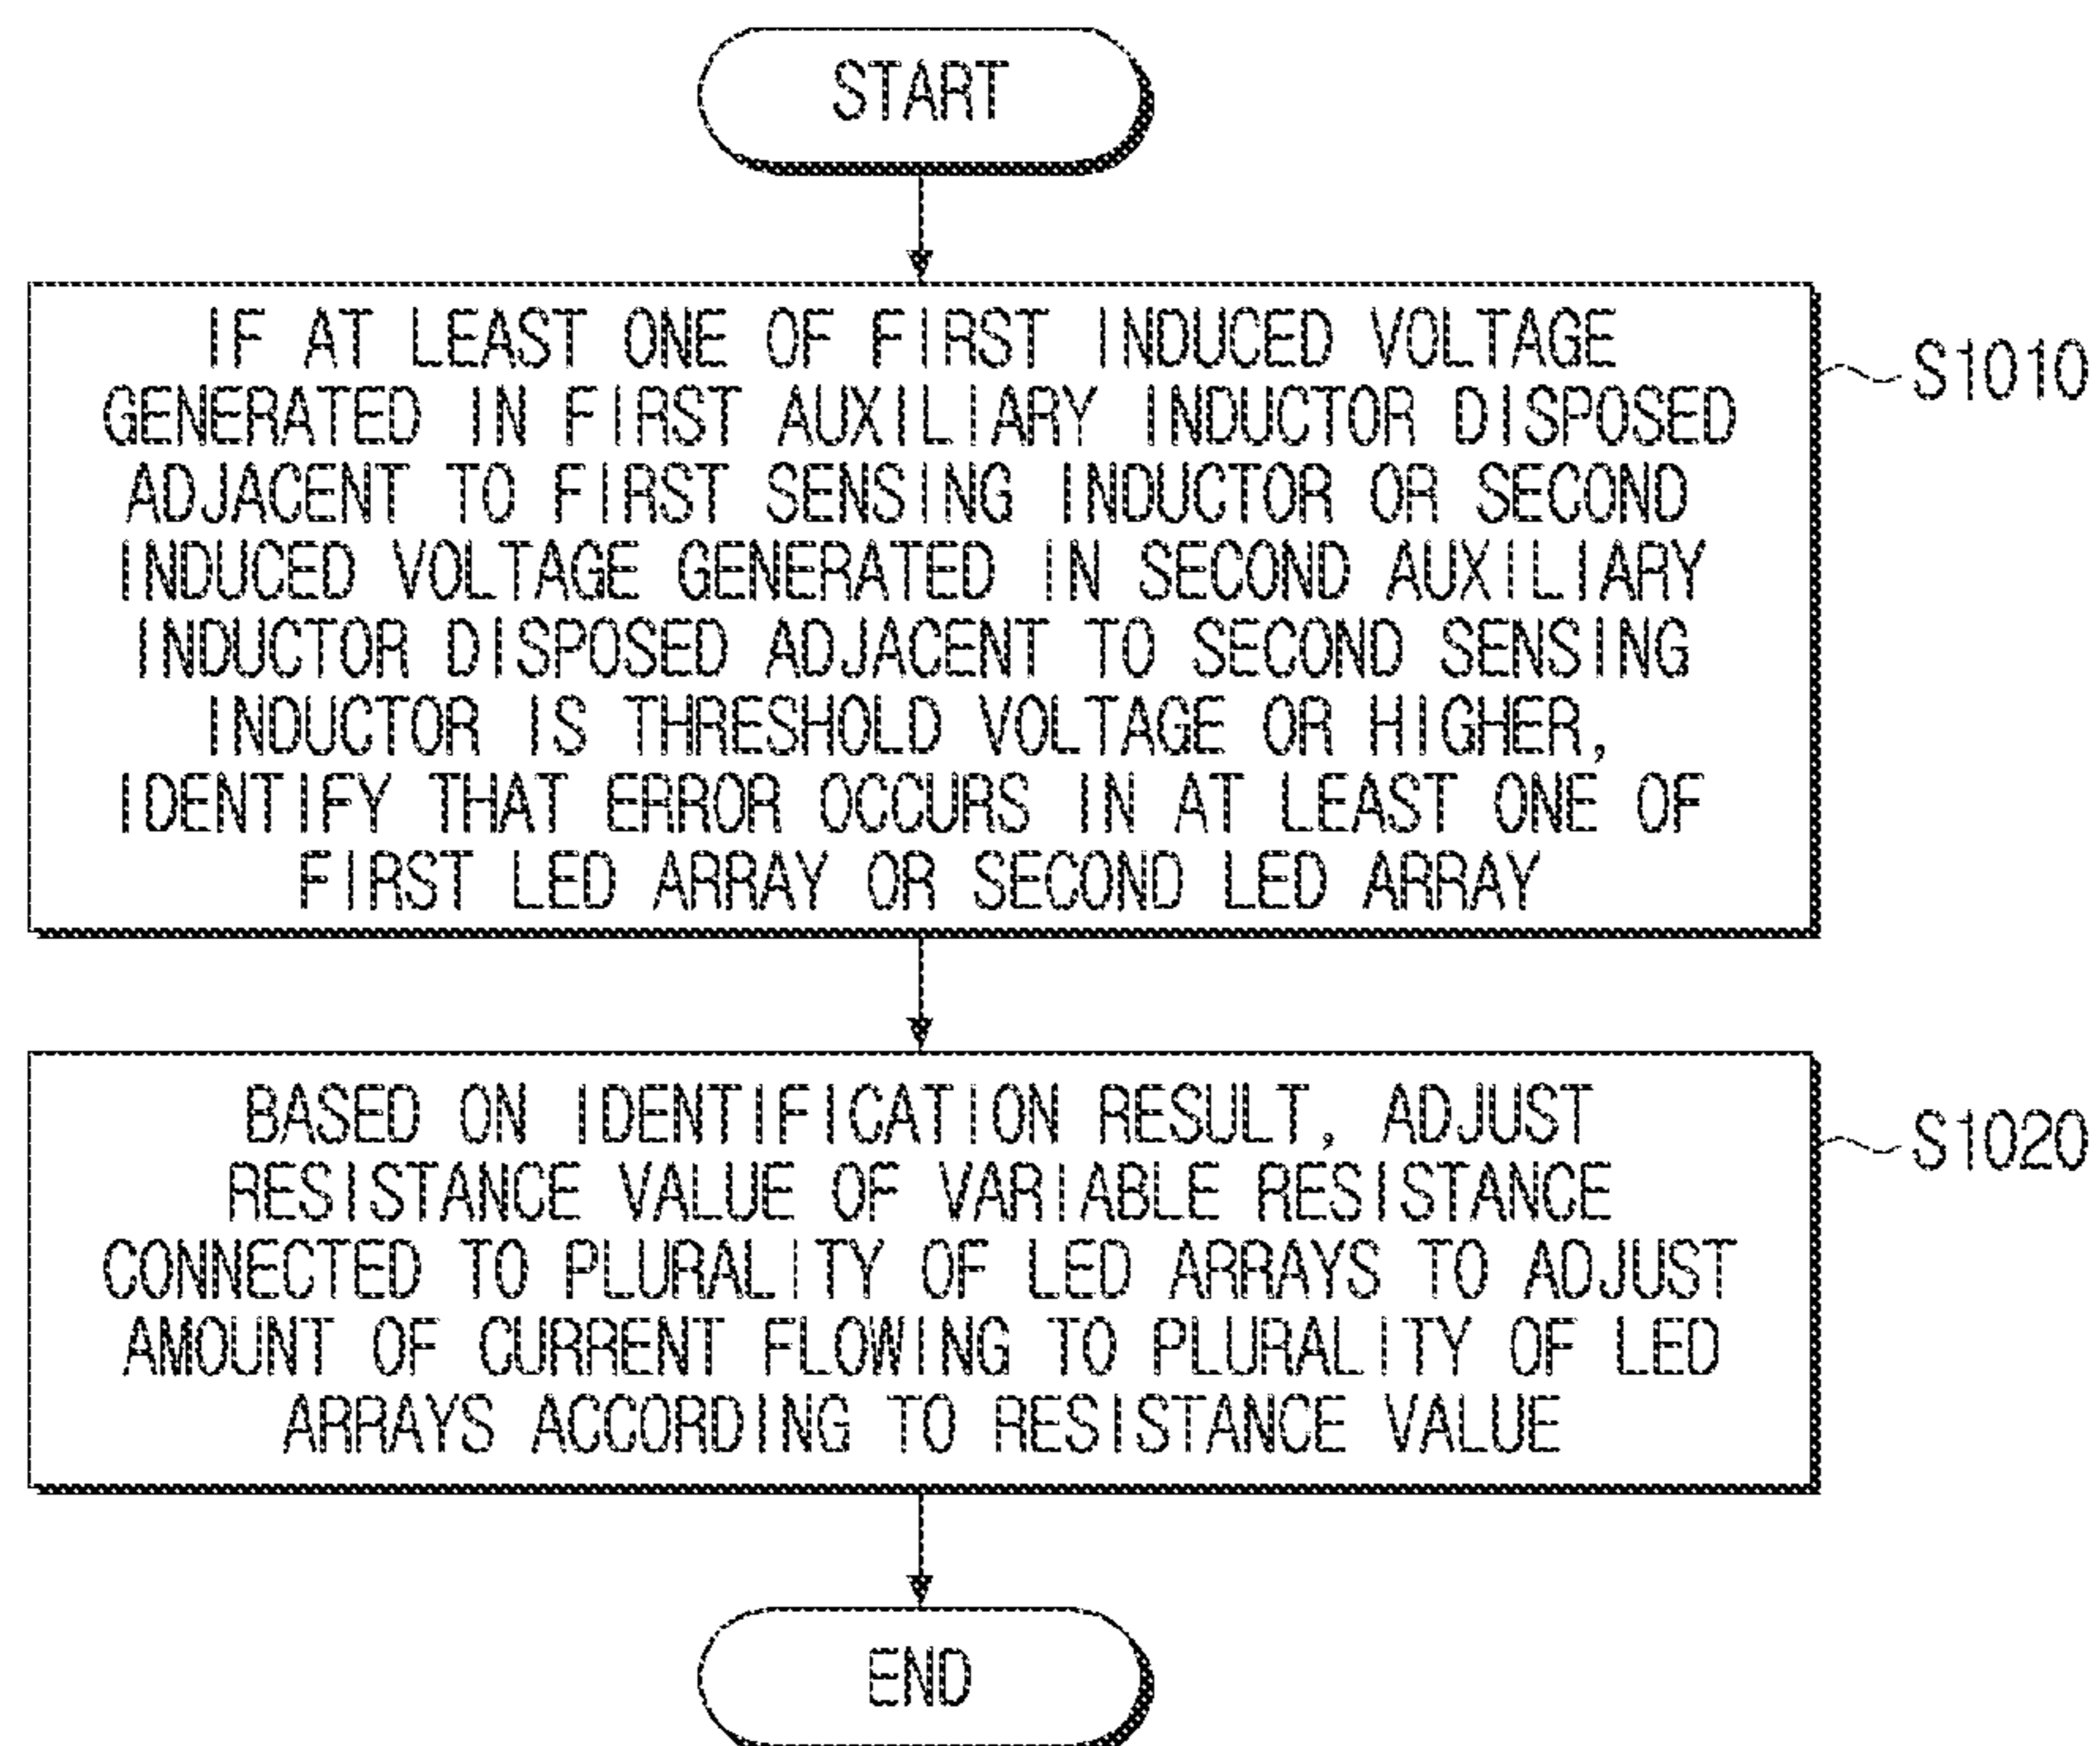 START
IF AT LEAST ONE OF FIRST INDUCED VOLTAGE
GENERATED IN FIRST AUXILIARY INDUCTOR DISPOSED
ADJACENT TO FIRST SENSING INDUCTOR OR SECOND
INDUCED VOLTAGE GENERATED IN SECOND AUXILIARY
INDUCTOR DISPOSED ADJACENT TO SECOND SENSING
INDUCTOR IS THRESHOLD VOLTAGE OR HIGHER,
IDENTIFY THAT ERROR OCCURS IN AT LEAST ONE OF
FIRST LED ARRAY OR SECOND LED ARRAY
S1010
BASED ON IDENTIFICATION RESULT, ADJUST
RESISTANCE VALUE OF VARIABLE RESISTANCE
CONNECTED TO PLURALITY OF LED ARRAYS TO ADJUST
AMOUNT OF CURRENT FLOWING TO PLURALITY OF LED
ARRAYS ACCORDING TO RESISTANCE VALUE
S1020
END